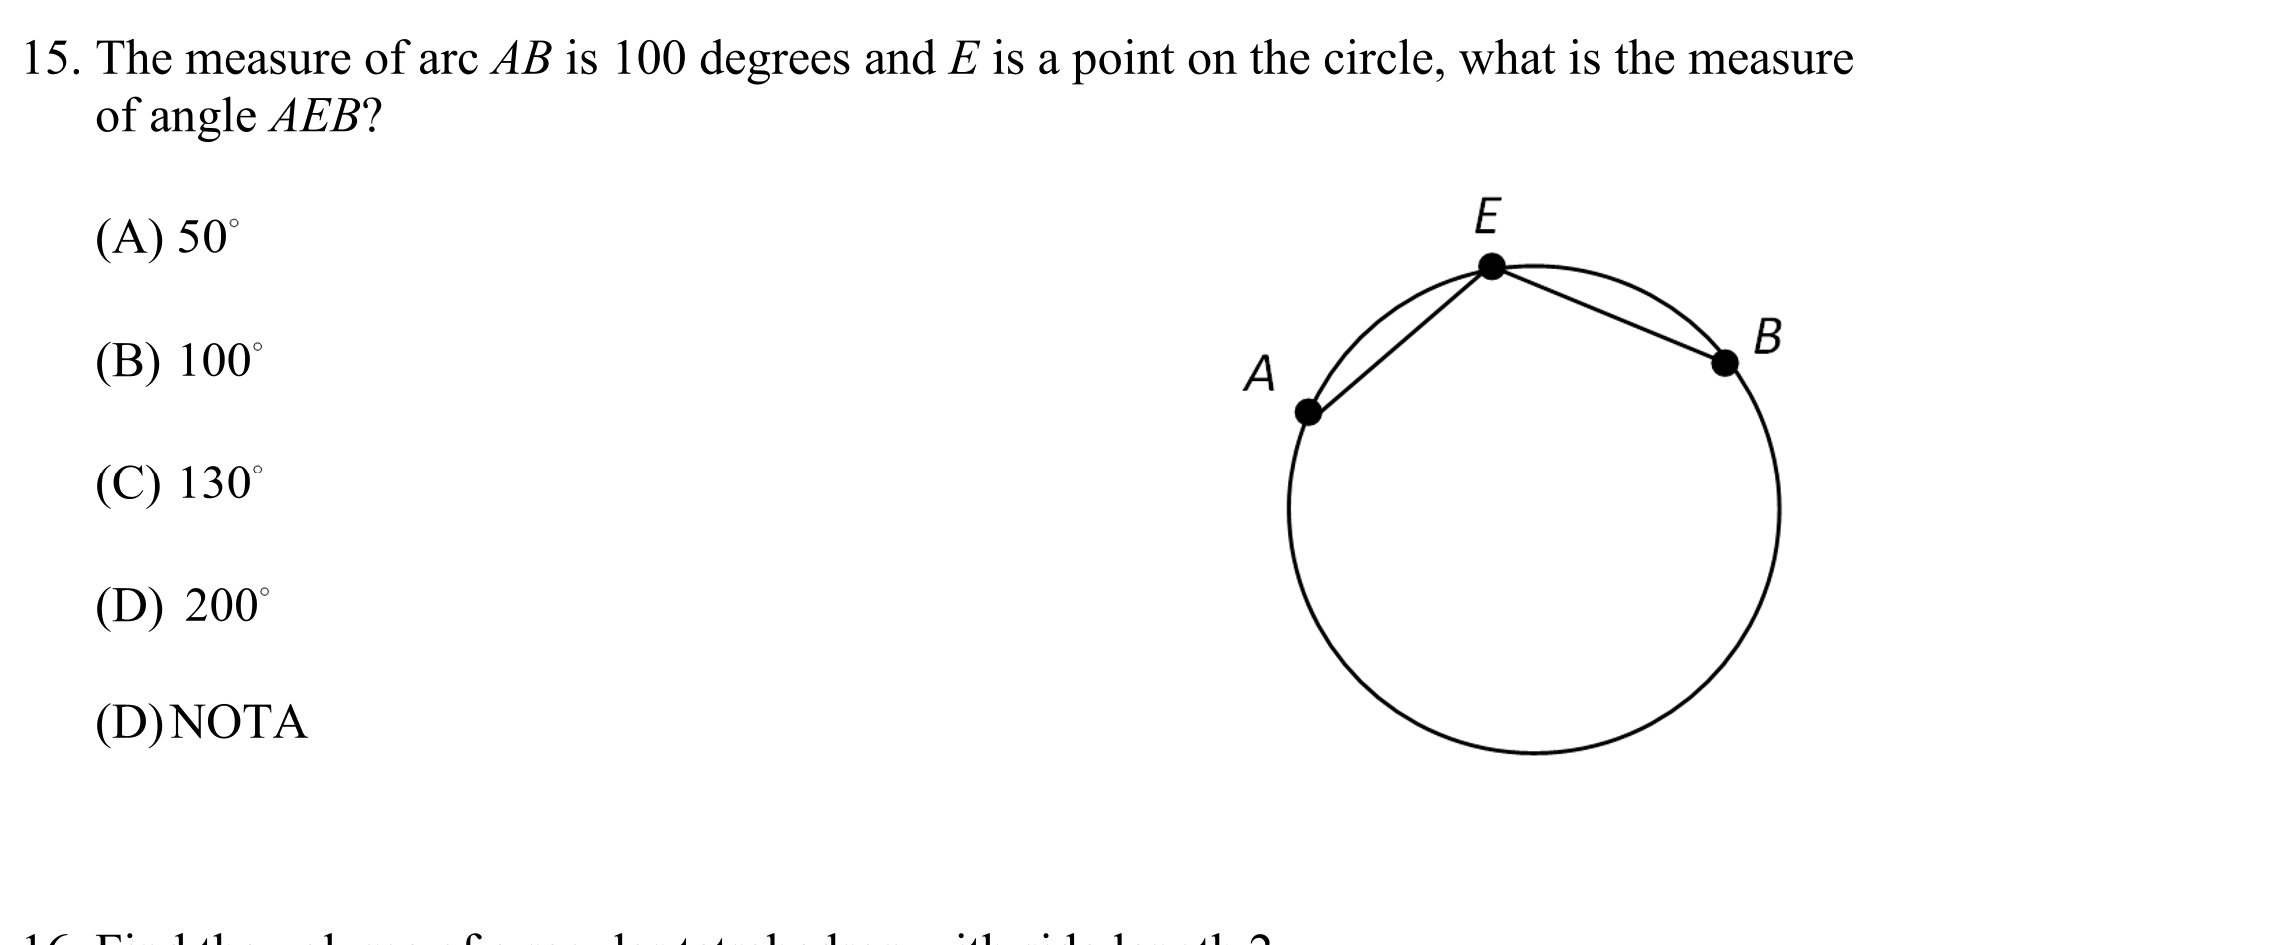 15. The measure of arc AB is 100 degrees and E is a point on the circle, what is the measure
of angle AEB?
(A) 50°
(B) 100°
(C) 130°
(D) 200°
(D) NOTA
E
B
A